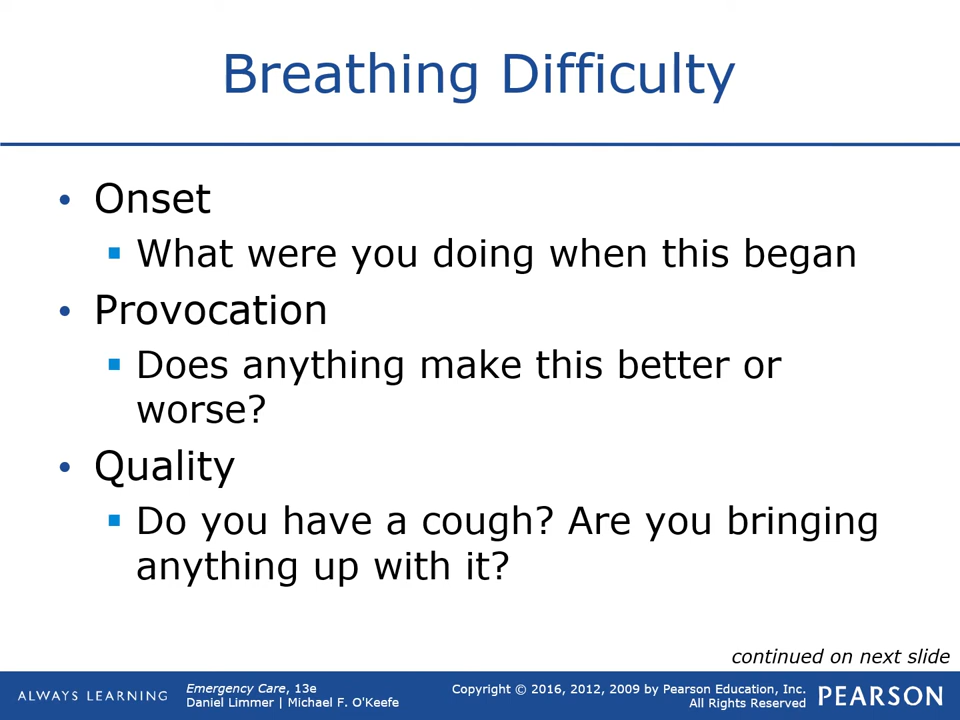 Breathing Difficulty
• Onset
▪ What were you doing when this began
• Provocation
▪ Does anything make this better or
worse?
• Quality
▪ Do you have a cough? Are you bringing
anything up with it?
continued on next slide
ALWAYS LEARNING
Emergency Care, 13e
Daniel Limmer | Michael F. O'Keefe
Copyright © 2016, 2012, 2009 by Pearson Education, Inc.
All Rights Reserved
PEARSON